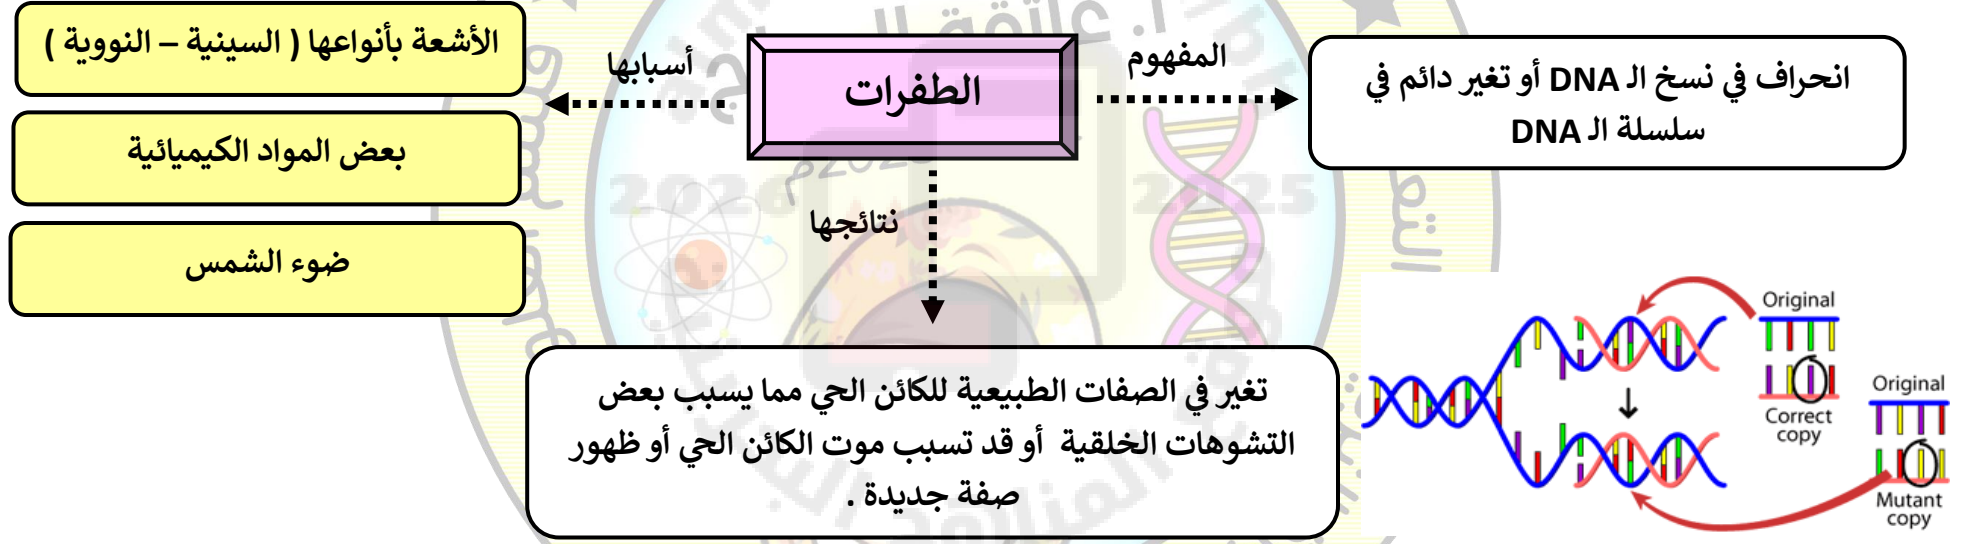 الطفرات
المفهوم
انحراف في نسخ الـ DNA أو تغير دائم في
سلسلة الـ DNA
أسبابها
الأشعة بأنواعها ( السينية – النووية )
بعض المواد الكيميائية
ضوء الشمس
نتائجها
تغير في الصفات الطبيعية للكائن الحي مما يسبب بعض
التشوهات الخلقية أو قد تسبب موت الكائن الحي أو ظهور
صفة جديدة .
Original
Correct
copy
Original
Mutant
copy
2026
2025